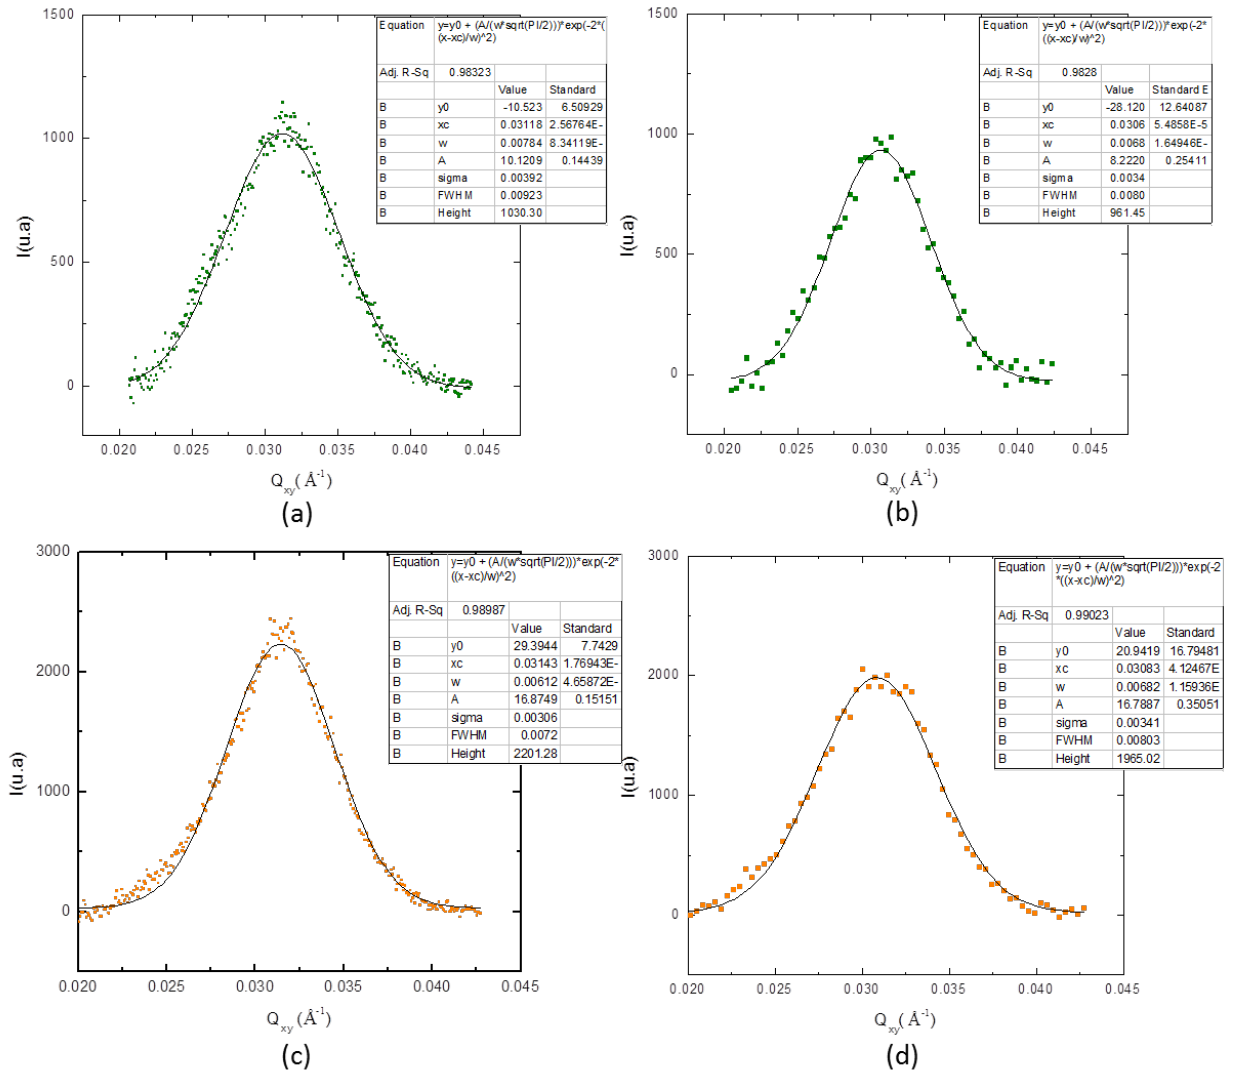 1500
1000
500
0
I(u.a)
0.020 0.025 0.030 0.035 0.040 0.045
Q_xy (Å^-1)
Equation y=y0 + (A/(w*sqrt(PI/2)))*exp(-2*(
(x-xc)/w)^2)
Adj. R-Sq 0.98323
Value Standard
B y0 -10.523 6.50929
B xc 0.03118 2.56764E-
B w 0.00784 8.34119E-
B A 10.1209 0.14439
B sigma 0.00392
B FWHM 0.00923
B Height 1030.30
(a)
1500
1000
500
0
I(u.a)
0.020 0.025 0.030 0.035 0.040 0.045
Q_xy (Å^-1)
Equation y=y0 + (A/(w*sqrt(PI/2)))*exp(-2*
((x-xc)/w)^2)
Adj. R-Sq 0.9828
Value Standard E
B y0 -28.120 12.64087
B xc 0.0306 5.4858E-5
B w 0.0068 1.64946E-
B A 8.2220 0.25411
B sigma 0.0034
B FWHM 0.0080
B Height 961.45
(b)
3000
2000
1000
0
I(u.a)
0.020 0.025 0.030 0.035 0.040 0.045
Q_xy (Å^-1)
Equation y=y0 + (A/(w*sqrt(PI/2)))*exp(-2*
((x-xc)/w)^2)
Adj. R-Sq 0.98987
Value Standard
B y0 29.3944 7.7429
B xc 0.03143 1.76943E-
B w 0.00612 4.65872E-
B A 16.8749 0.15151
B sigma 0.00306
B FWHM 0.0072
B Height 2201.28
(c)
3000
2000
1000
0
I(u.a)
0.020 0.025 0.030 0.035 0.040 0.045
Q_xy (Å^-1)
Equation y=y0 + (A/(w*sqrt(PI/2)))*exp(-2
*((x-xc)/w)^2)
Adj. R-Sq 0.99023
Value Standard
B y0 20.9419 16.79481
B xc 0.03083 4.12467E
B w 0.00682 1.15936E
B A 16.7887 0.35051
B sigma 0.00341
B FWHM 0.00803
B Height 1965.02
(d)